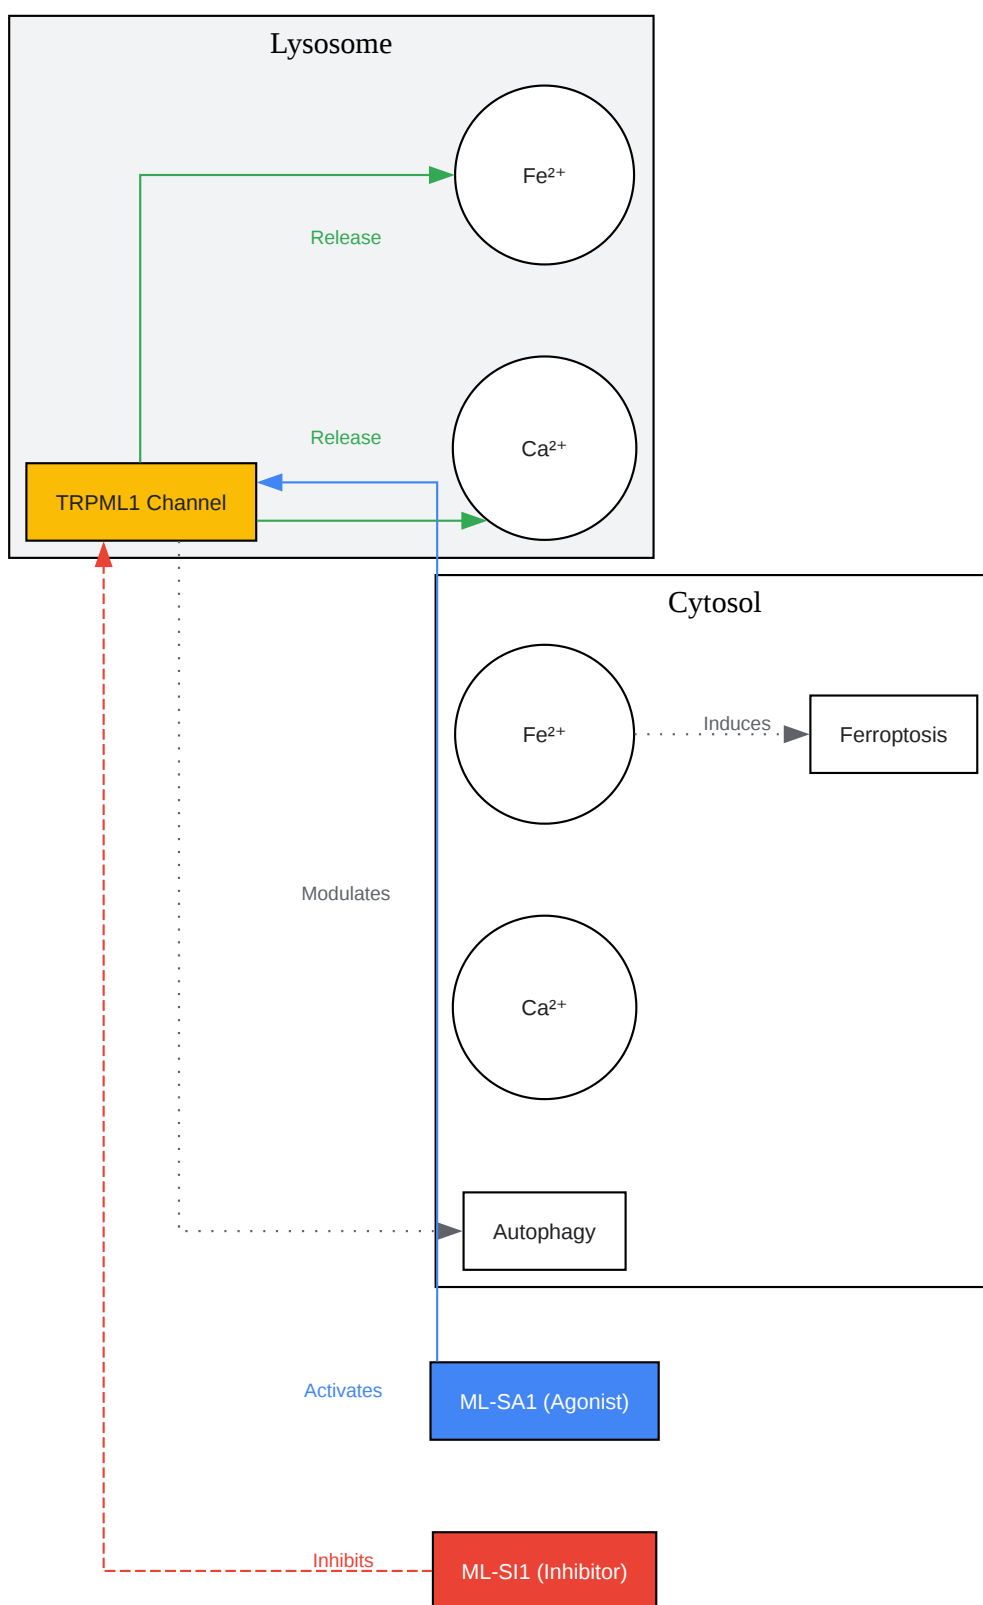 Lysosome
Fe²⁺
Release
Release
Ca²⁺
TRPML1 Channel
Cytosol
Fe²⁺
Induces
Ferroptosis
Modulates
Ca²⁺
Autophagy
Activates
ML-SA1 (Agonist)
Inhibits
ML-SI1 (Inhibitor)